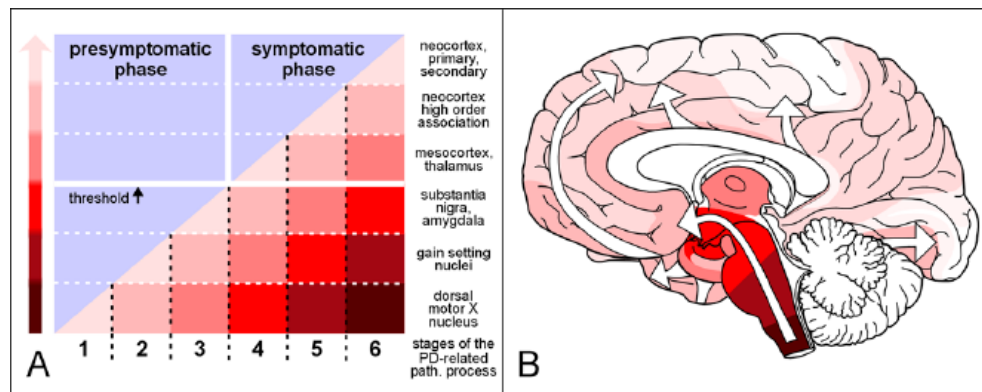 presymptomatic
phase
symptomatic
phase
neocortex,
primary,
secondary
neocortex
high order
association
mesocortex,
thalamus
threshold
substantia
nigra,
amygdala
gain setting
nuclei
dorsal
motor X
nucleus
A
1 2 3 4 5 6
stages of the
PD-related
path. process
B